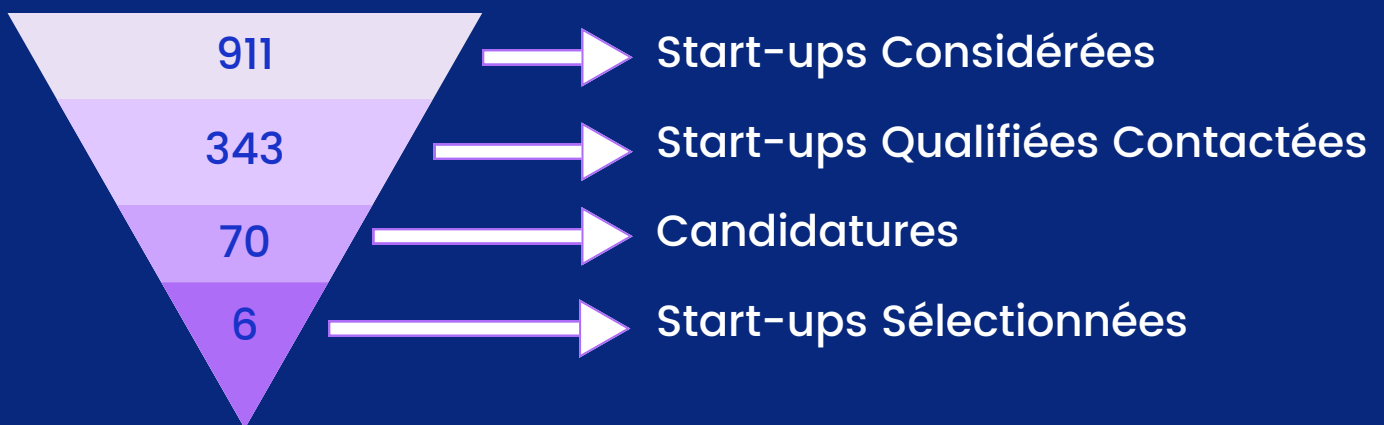 911
Start-ups Considérées
343
Start-ups Qualifiées Contactées
70
Candidatures
6
Start-ups Sélectionnées